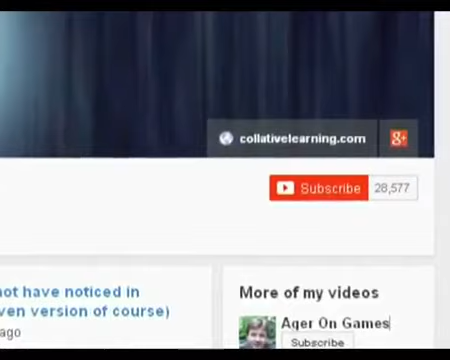 collativelearning.com
g+
Subscribe 28,577
not have noticed in
ven version of course)
ago
More of my videos
Ager On Games
Subscribe